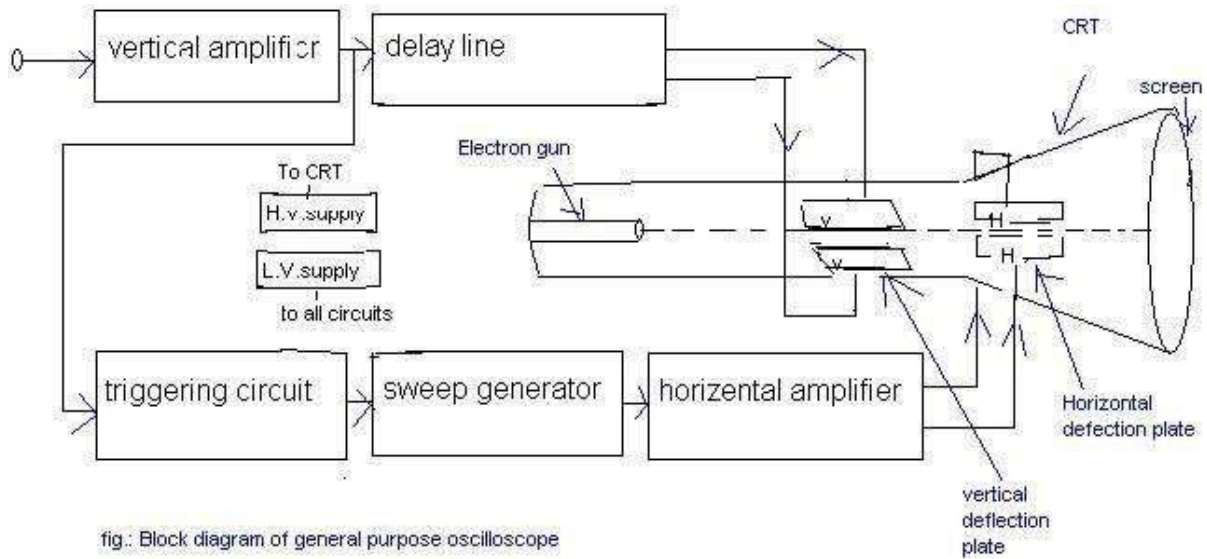 vertical amplifier
delay line
CRT
screen
Electron gun
To CRT
H.v.supply
L.V.supply
to all circuits
V
V
H
H
triggering circuit
sweep generator
horizental amplifier
Horizontal
defection plate
vertical
deflection
plate
fig.: Block diagram of general purpose oscilloscope